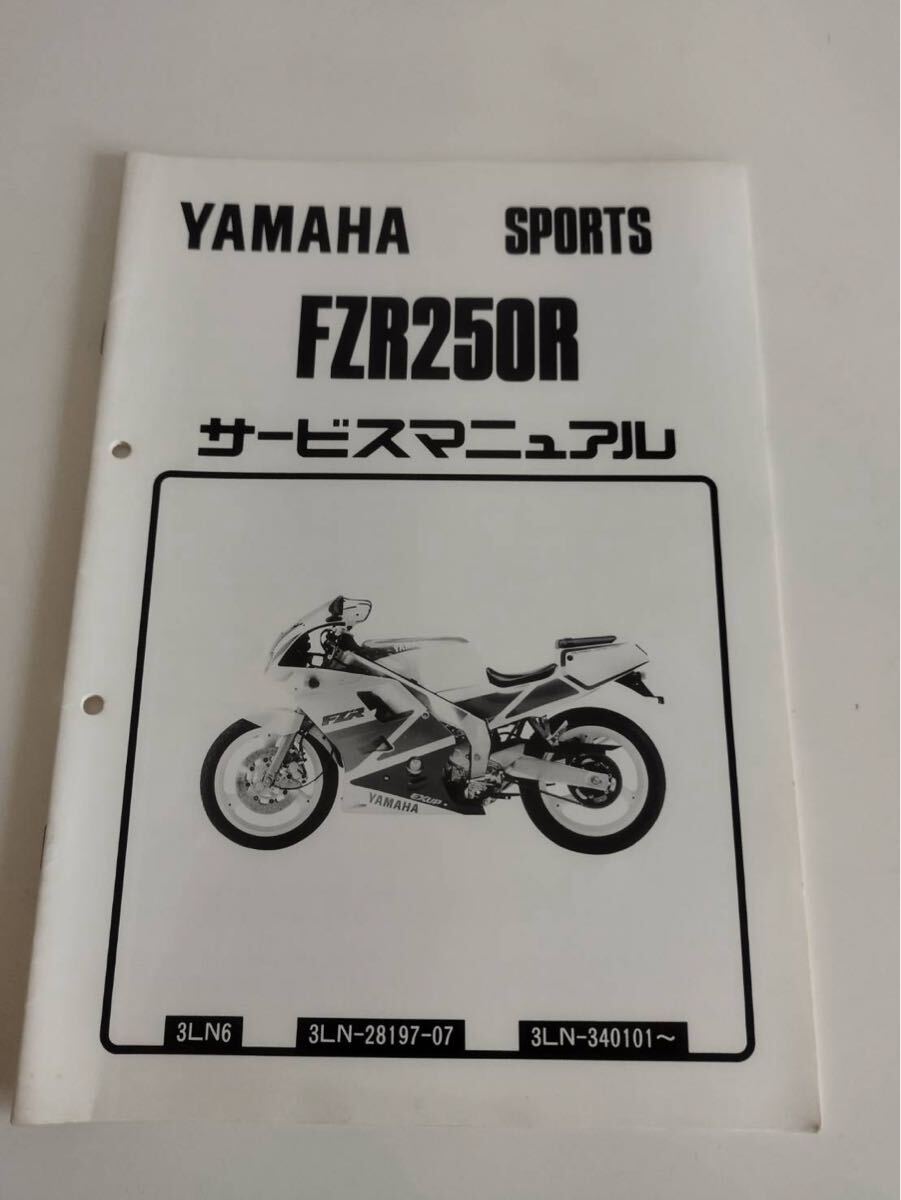 YAMAHA SPORTS
FZR250R
サービスマニュアル
YAMAHA
FZR
EXUP
YAMAHA
3LN6 3LN-28197-07 3LN-340101〜